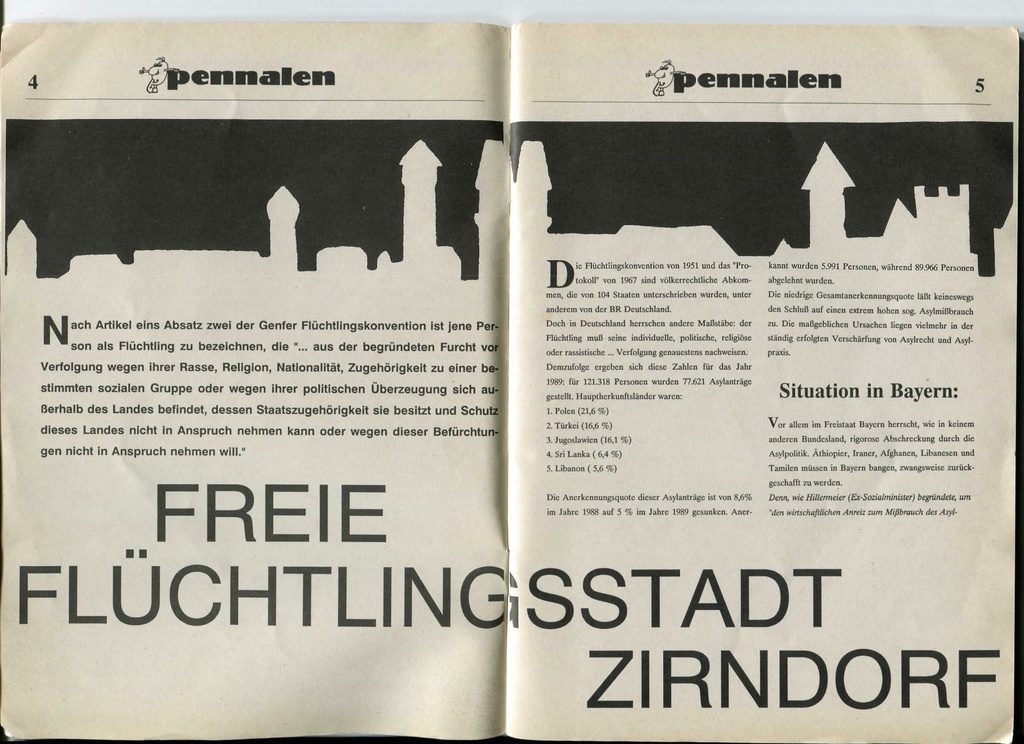 4
pennalen
Nach Artikel eins Absatz zwei der Genfer Flüchtlingskonvention ist jene Per-
son als Flüchtling zu bezeichnen, die "... aus der begründeten Furcht vor
Verfolgung wegen ihrer Rasse, Religion, Nationalität, Zugehörigkeit zu einer be-
stimmten sozialen Gruppe oder wegen ihrer politischen Überzeugung sich au-
ßerhalb des Landes befindet, dessen Staatszugehörigkeit sie besitzt und Schutz
dieses Landes nicht in Anspruch nehmen kann oder wegen dieser Befürchtun-
gen nicht in Anspruch nehmen will."
pennalen
5
Die Flüchtlingskonvention von 1951 und das "Pro-
tokoll" von 1967 sind völkerrechtliche Abkom-
men, die von 104 Staaten unterschrieben wurden, unter
anderem von der BR Deutschland.
Doch in Deutschland herrschen andere Maßstäbe: der
Flüchtling muß seine individuelle, politische, religiöse
oder rassistische ... Verfolgung genauestens nachweisen.
Demzufolge ergeben sich diese Zahlen für das Jahr
1989: für 121.318 Personen wurden 77.621 Asylanträge
gestellt. Hauptherkunftsländer waren:
1. Polen (21,6 %)
2. Türkei (16,6 %)
3. Jugoslawien (16,1 %)
4. Sri Lanka ( 6,4 %)
5. Libanon ( 5,6 %)
Die Anerkennungsquote dieser Asylanträge ist von 8,6%
im Jahre 1988 auf 5 % im Jahre 1989 gesunken. Aner-
kannt wurden 5.991 Personen, während 89.966 Personen
abgelehnt wurden.
Die niedrige Gesamtanerkennungsquote läßt keineswegs
den Schluß auf einen extrem hohen sog. Asylmißbrauch
zu. Die maßgeblichen Ursachen liegen vielmehr in der
ständig erfolgten Verschärfung von Asylrecht und Asyl-
praxis.
Situation in Bayern:
Vor allem im Freistaat Bayern herrscht, wie in keinem
anderen Bundesland, rigorose Abschreckung durch die
Asylpolitik. Äthiopier, Iraner, Afghanen, Libanesen und
Tamilen müssen in Bayern bangen, zwangsweise zurück-
geschafft zu werden.
Denn, wie Hillermeier (Ex-Sozialminister) begründete, um
"den wirtschaftlichen Anreiz zum Mißbrauch des Asyl-
FREIE
FLÜCHTLINGSSTADT
ZIRNDORF